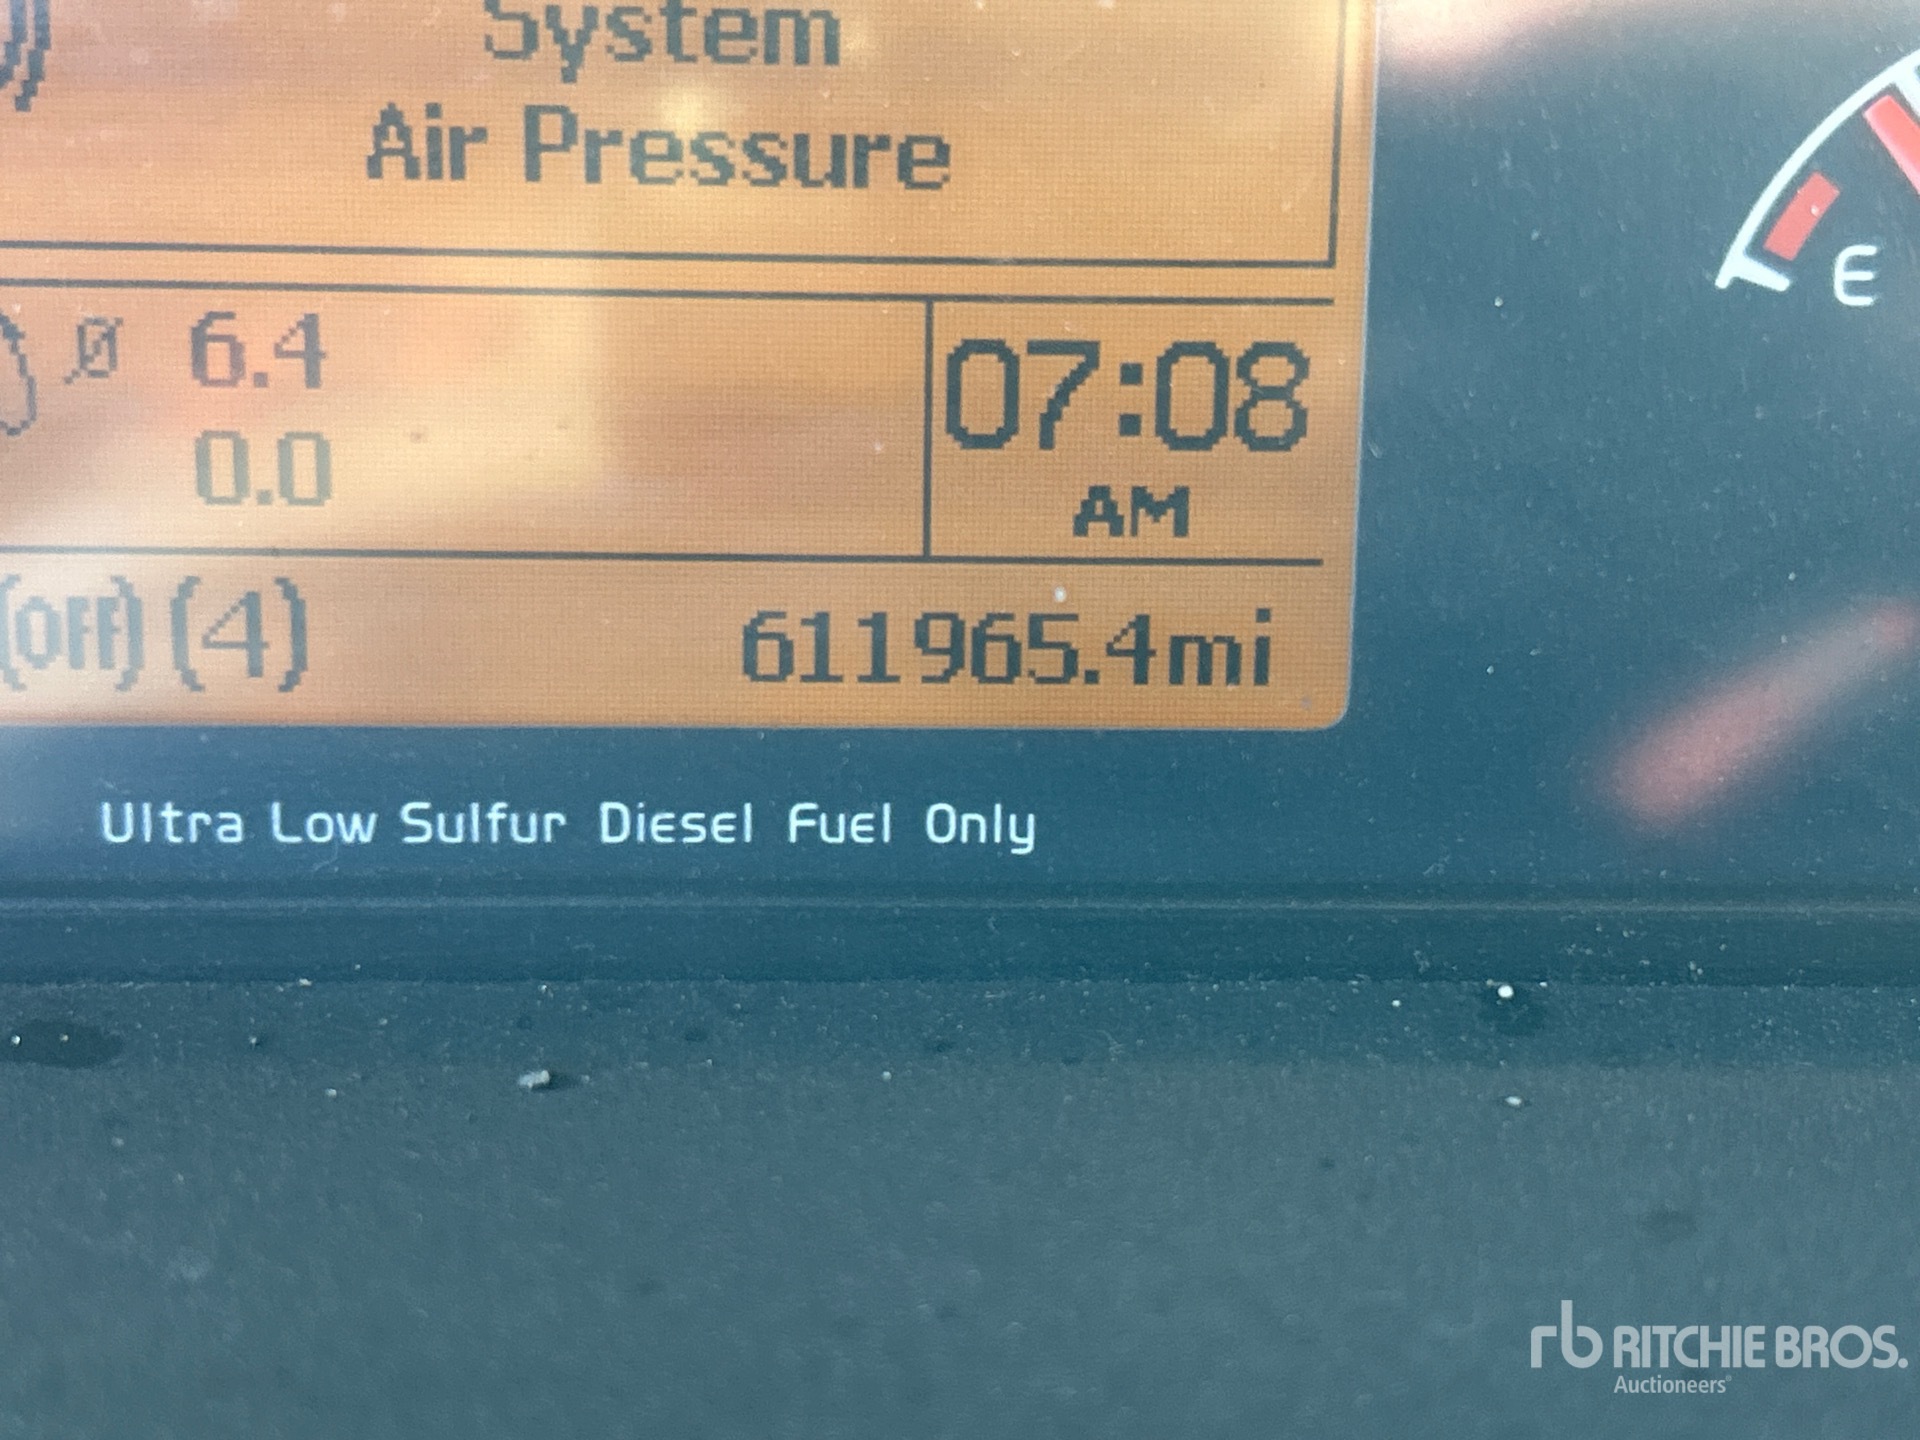 System
Air Pressure
E
Ø 6.4
0.0
07:08
AM
(OFF) (4)
611965.4mi
Ultra Low Sulfur Diesel Fuel Only
rb RITCHIE BROS.
Auctioneers